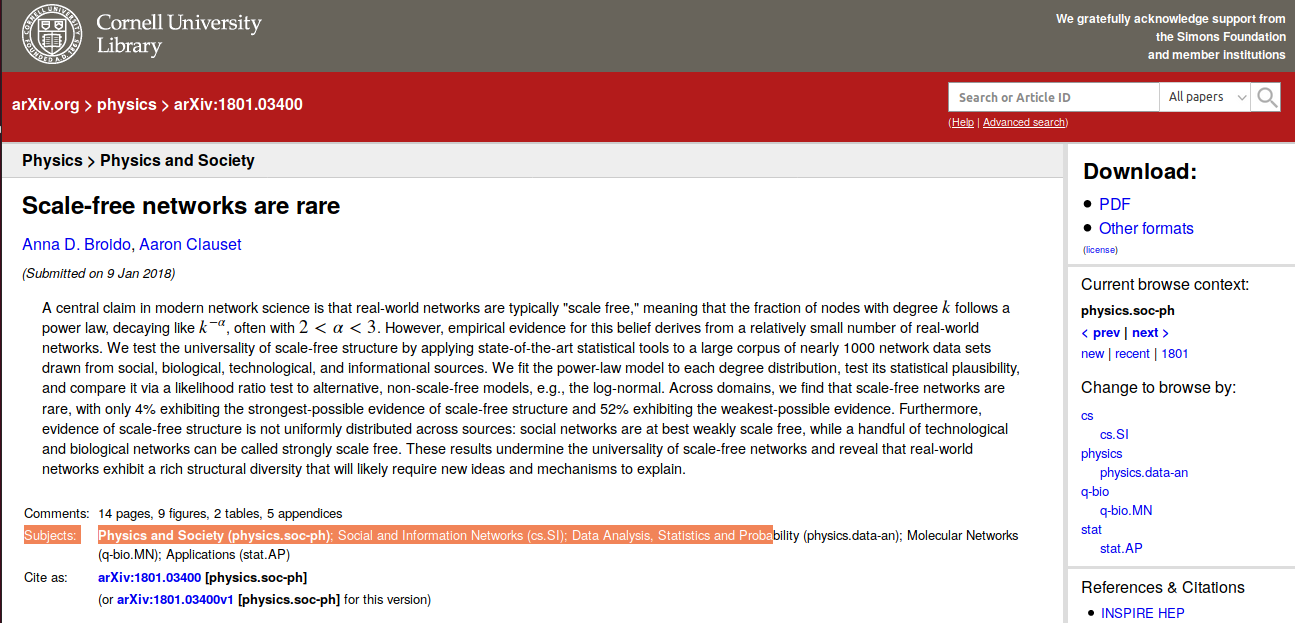 Cornell University
Library
We gratefully acknowledge support from
the Simons Foundation
and member institutions
arXiv.org > physics > arXiv:1801.03400
Search or Article ID
All papers
(Help | Advanced search)
Physics > Physics and Society
Scale-free networks are rare
Anna D. Broido, Aaron Clauset
(Submitted on 9 Jan 2018)
A central claim in modern network science is that real-world networks are typically "scale free," meaning that the fraction of nodes with degree k follows a
power law, decaying like k^{−α}, often with 2 < α < 3. However, empirical evidence for this belief derives from a relatively small number of real-world
networks. We test the universality of scale-free structure by applying state-of-the-art statistical tools to a large corpus of nearly 1000 network data sets
drawn from social, biological, technological, and informational sources. We fit the power-law model to each degree distribution, test its statistical plausibility,
and compare it via a likelihood ratio test to alternative, non-scale-free models, e.g., the log-normal. Across domains, we find that scale-free networks are
rare, with only 4% exhibiting the strongest-possible evidence of scale-free structure and 52% exhibiting the weakest-possible evidence. Furthermore,
evidence of scale-free structure is not uniformly distributed across sources: social networks are at best weakly scale free, while a handful of technological
and biological networks can be called strongly scale free. These results undermine the universality of scale-free networks and reveal that real-world
networks exhibit a rich structural diversity that will likely require new ideas and mechanisms to explain.
Comments: 14 pages, 9 figures, 2 tables, 5 appendices
Subjects: Physics and Society (physics.soc-ph); Social and Information Networks (cs.SI); Data Analysis, Statistics and Probability (physics.data-an); Molecular Networks
(q-bio.MN); Applications (stat.AP)
Cite as: arXiv:1801.03400 [physics.soc-ph]
(or arXiv:1801.03400v1 [physics.soc-ph] for this version)
Download:
PDF
Other formats
(license)
Current browse context:
physics.soc-ph
< prev | next >
new | recent | 1801
Change to browse by:
cs
cs.SI
physics
physics.data-an
q-bio
q-bio.MN
stat
stat.AP
References & Citations
INSPIRE HEP